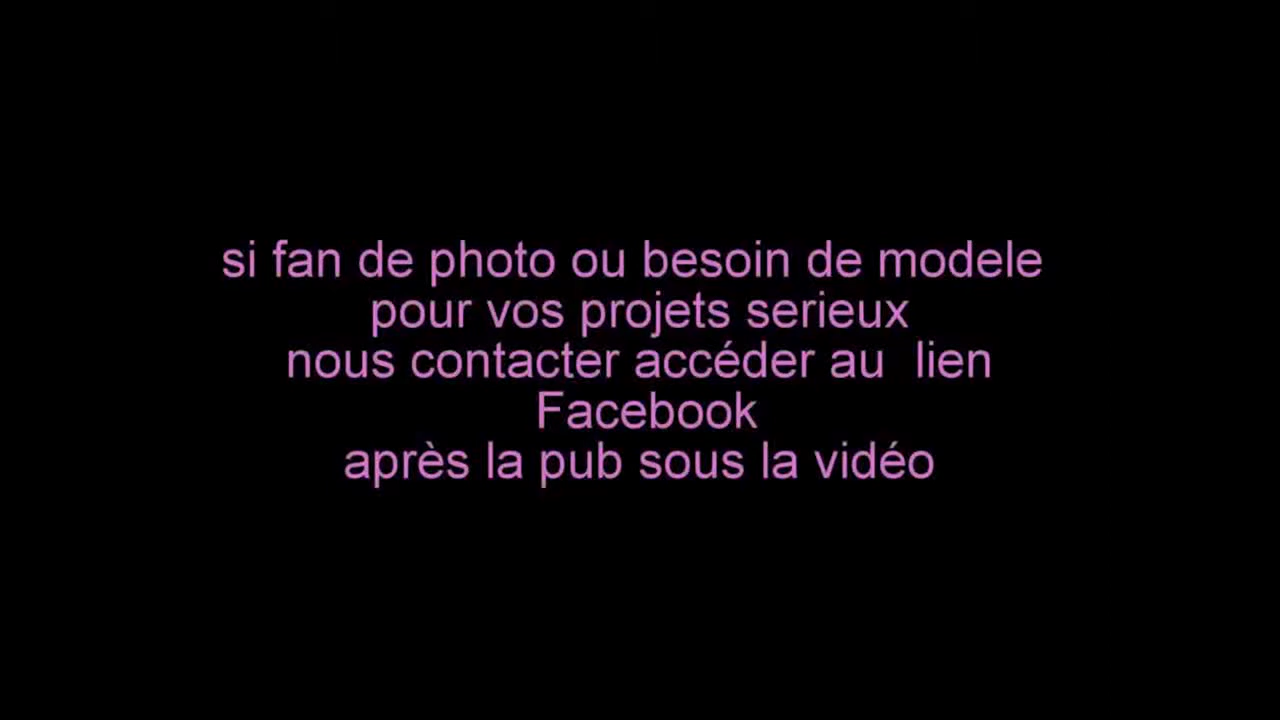 si fan de photo ou besoin de modele
pour vos projets serieux
nous contacter accéder au  lien
Facebook
après la pub sous la vidéo